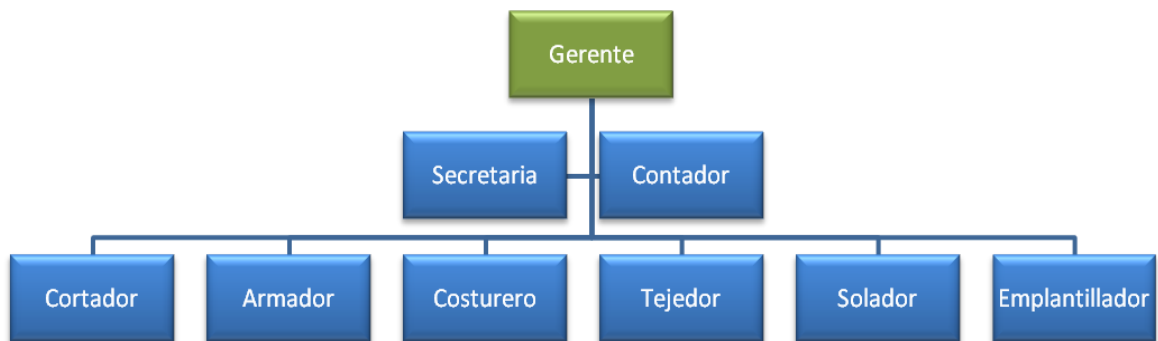 Gerente
Secretaria
Contador
Cortador
Armador
Costurero
Tejedor
Solador
Emplantillador